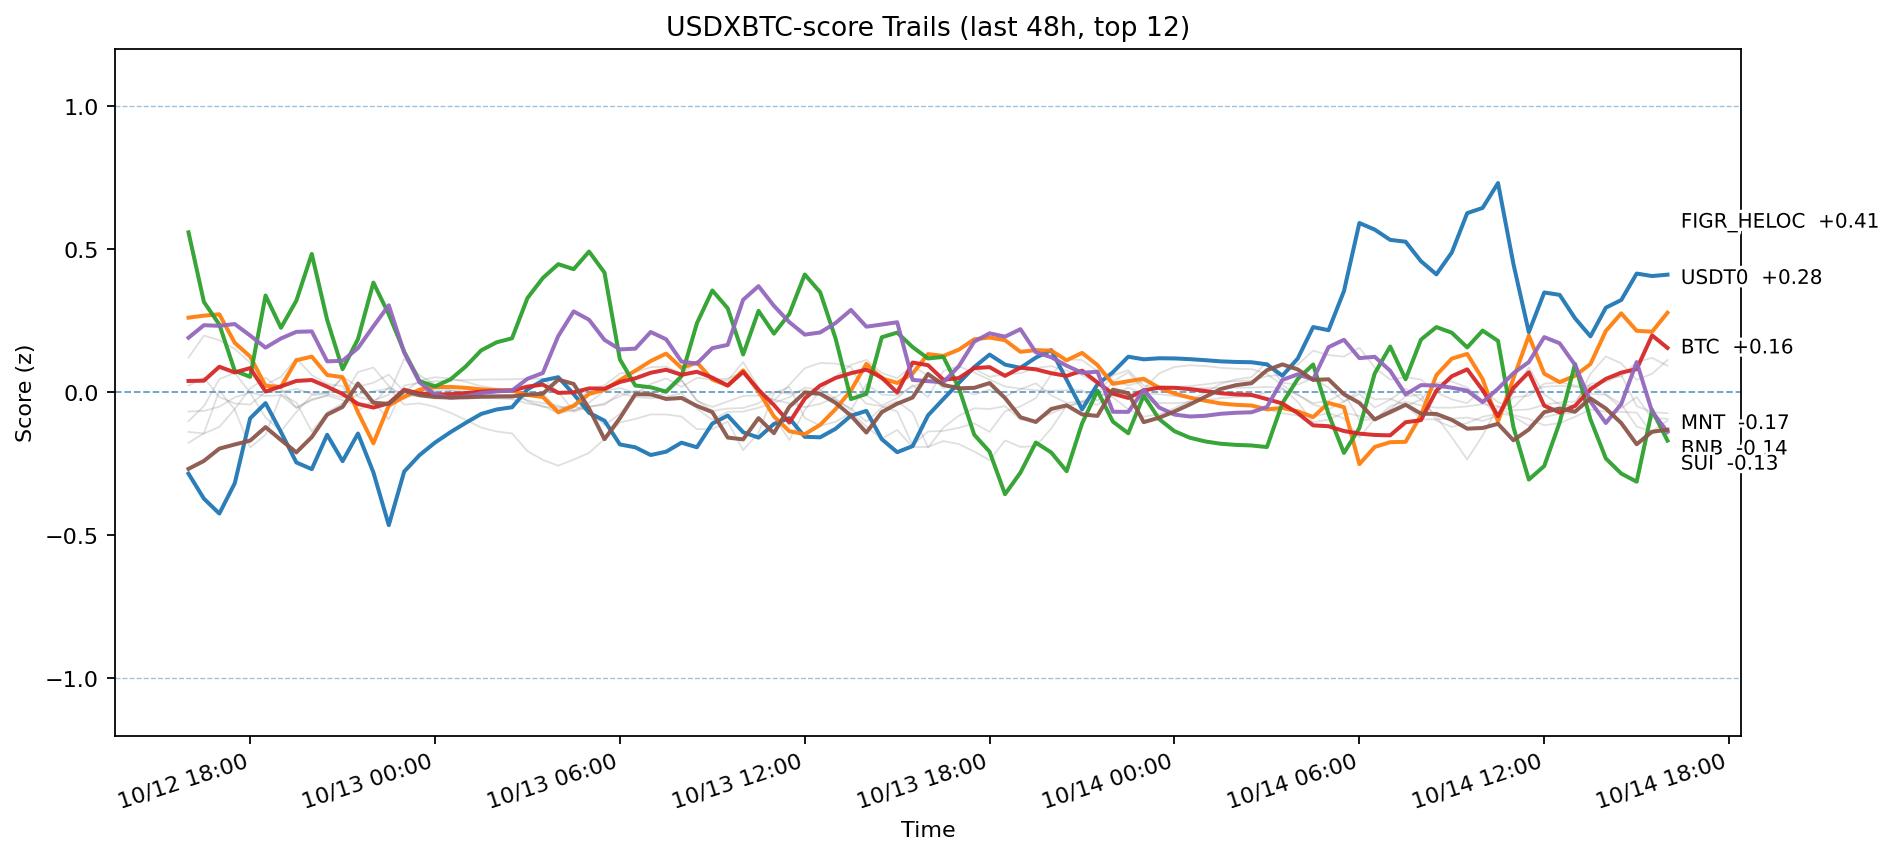 USDXBTC-score Trails (last 48h, top 12)
Score (z)
1.0
0.5
0.0
−0.5
−1.0
FIGR_HELOC +0.41
USDT0 +0.28
BTC +0.16
MNT -0.17
BNB -0.14
SUI -0.13
10/12 18:00
10/13 00:00
10/13 06:00
10/13 12:00
10/13 18:00
10/14 00:00
10/14 06:00
10/14 12:00
10/14 18:00
Time